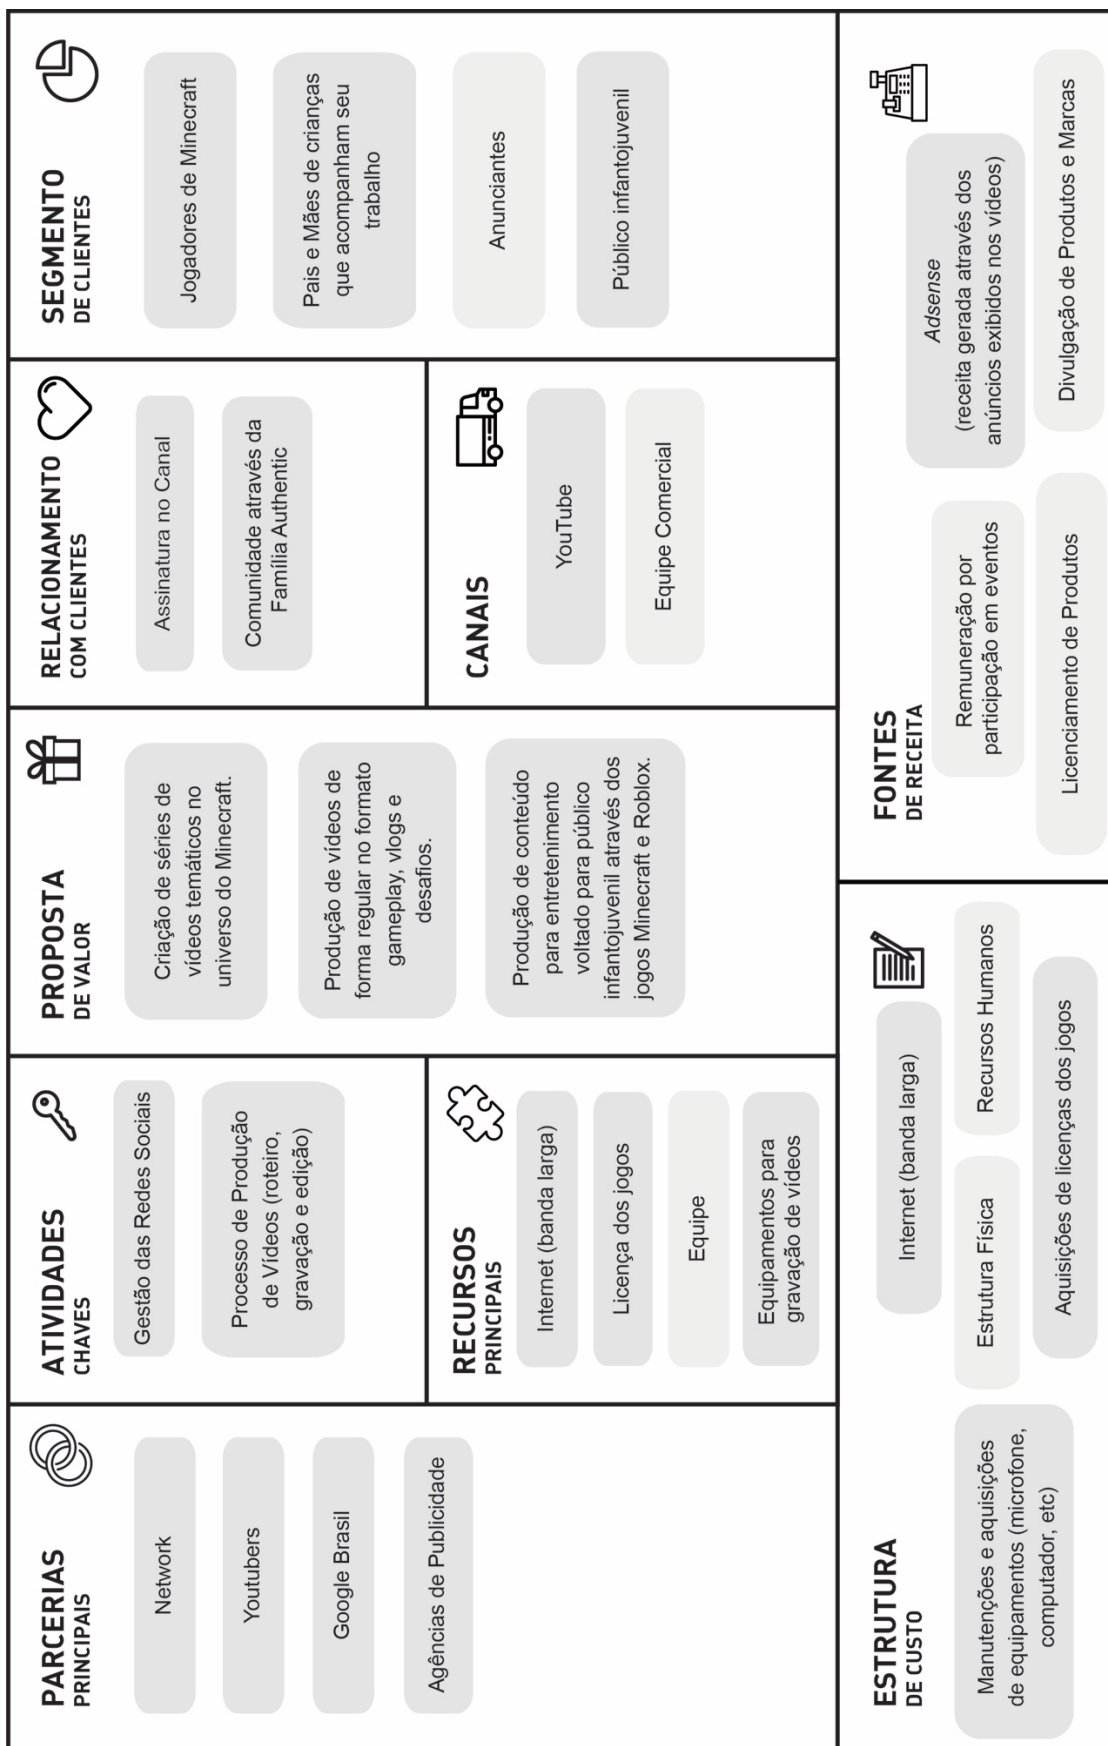 PARCERIAS
PRINCIPAIS
Network
Youtubers
Google Brasil
Agências de Publicidade
ATIVIDADES
CHAVES
Gestão das Redes Sociais
Processo de Produção
de Vídeos (roteiro,
gravação e edição)
RECURSOS
PRINCIPAIS
Internet (banda larga)
Licença dos jogos
Equipe
Equipamentos para
gravação de vídeos
PROPOSTA
DE VALOR
Criação de séries de
vídeos temáticos no
universo do Minecraft.
Produção de vídeos de
forma regular no formato
gameplay, vlogs e
desafios.
Produção de conteúdo
para entretenimento
voltado para público
infantojuvenil através dos
jogos Minecraft e Roblox.
RELACIONAMENTO
COM CLIENTES
Assinatura no Canal
Comunidade através da
Família Authentic
CANAIS
YouTube
Equipe Comercial
SEGMENTO
DE CLIENTES
Jogadores de Minecraft
Pais e Mães de crianças
que acompanham seu
trabalho
Anunciantes
Público infantojuvenil
ESTRUTURA
DE CUSTO
Manutenções e aquisições
de equipamentos (microfone,
computador, etc)
Internet (banda larga)
Estrutura Física
Recursos Humanos
Aquisições de licenças dos jogos
FONTES
DE RECEITA
Remuneração por
participação em eventos
Adsense
(receita gerada através dos
anúncios exibidos nos vídeos)
Licenciamento de Produtos
Divulgação de Produtos e Marcas